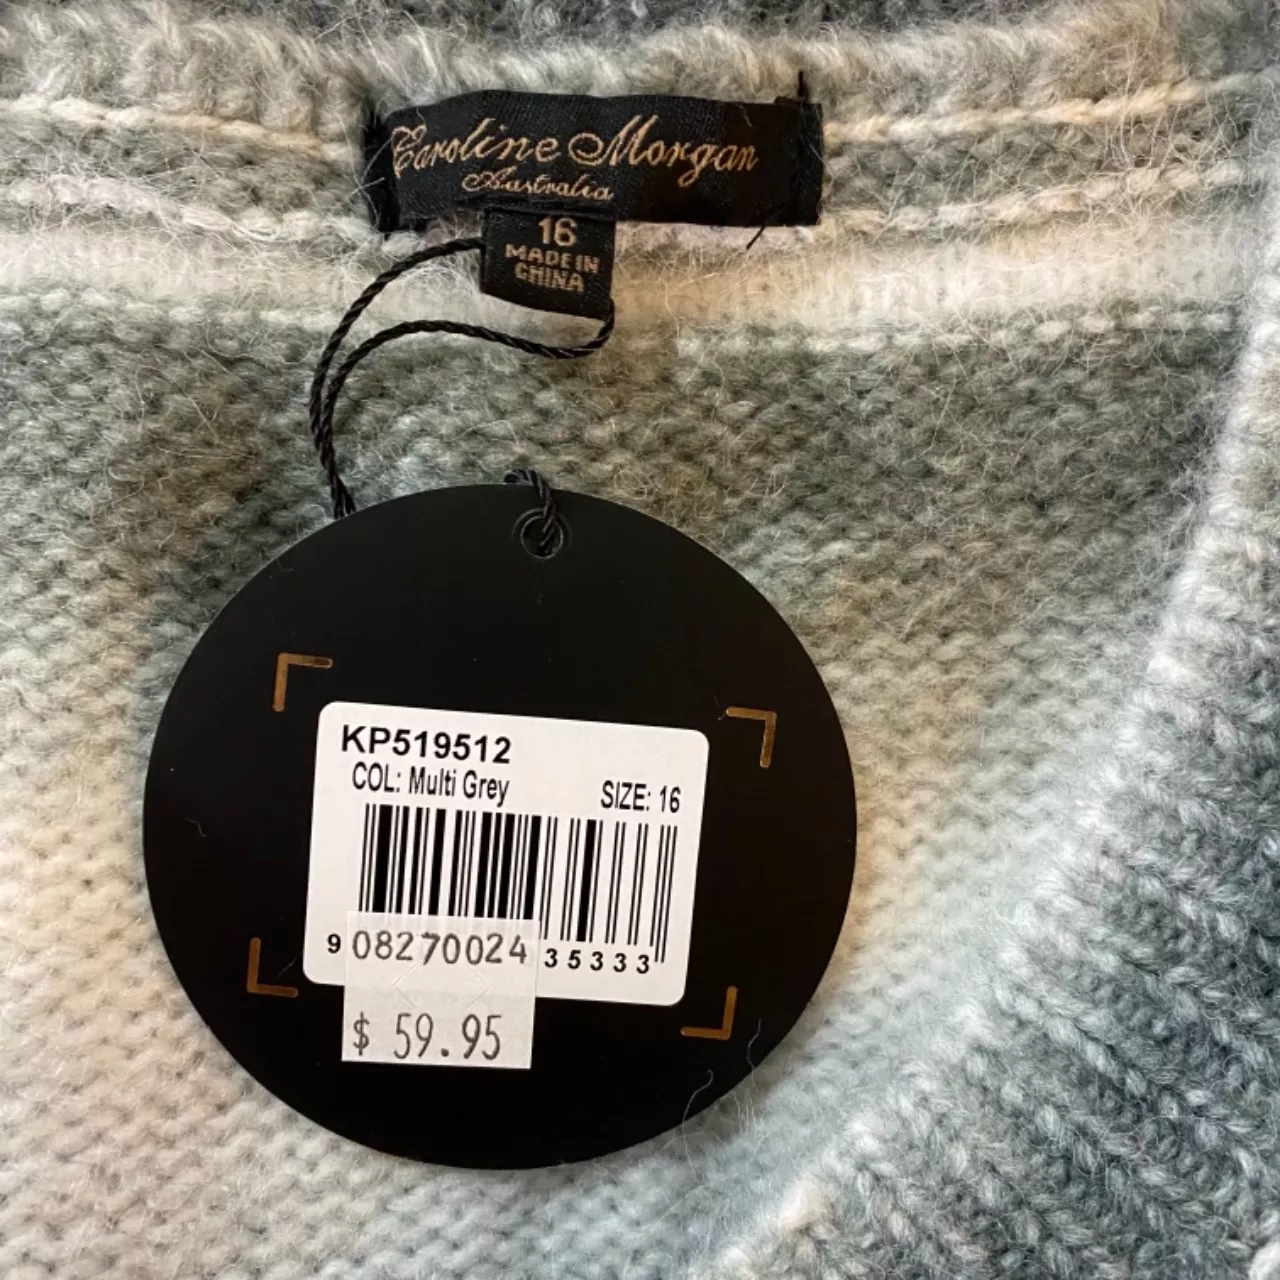 Caroline Morgan
Australia
16
MADE IN
CHINA
KP519512
COL: Multi Grey
SIZE: 16
9 08270024 35333
$ 59.95